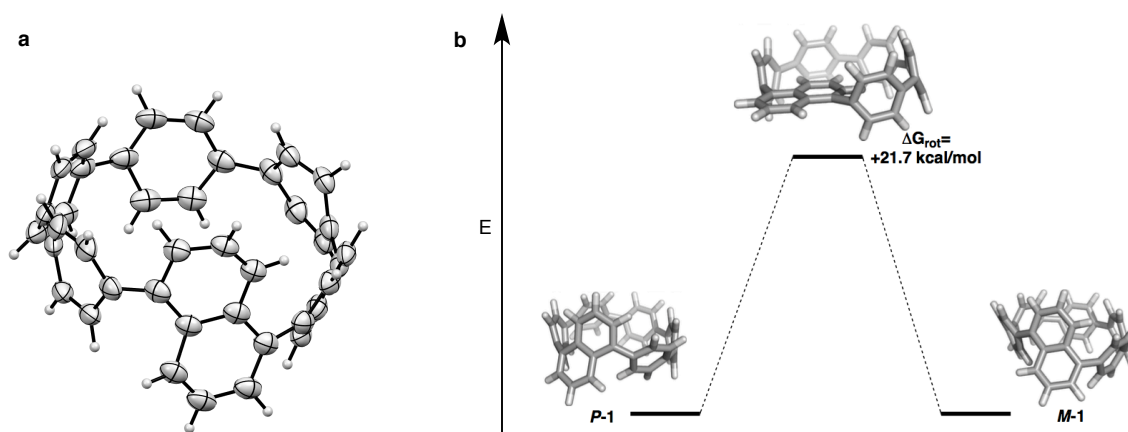 a
b
ΔGrot=
+21.7 kcal/mol
E
P-1
M-1